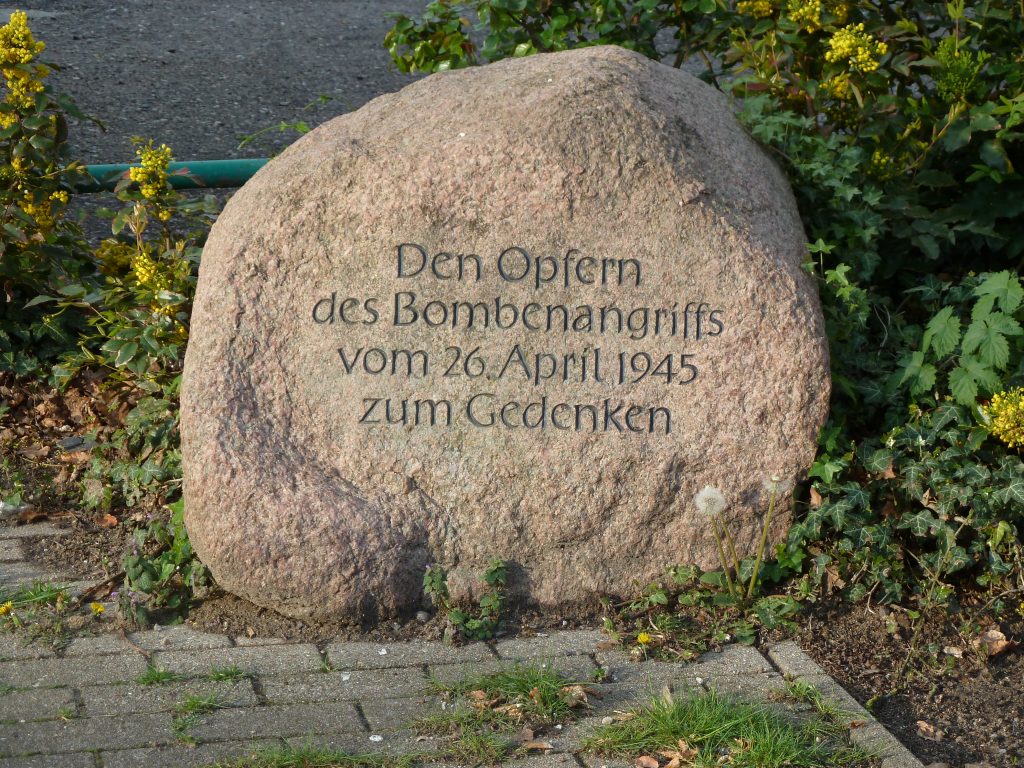 Den Opfern
des Bombenangriffs
vom 26. April 1945
zum Gedenken